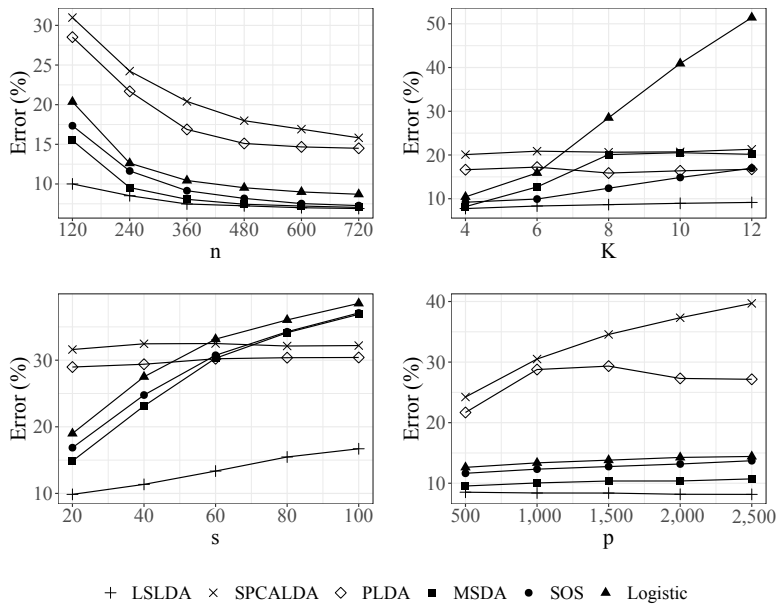 30
25
20
15
10
Error (%)
120 240 360 480 600 720
n
50
40
30
20
10
Error (%)
4 6 8 10 12
K
30
20
10
Error (%)
20 40 60 80 100
s
40
30
20
10
Error (%)
500 1,000 1,500 2,000 2,500
p
LSLDA SPCALDA PLDA MSDA SOS Logistic